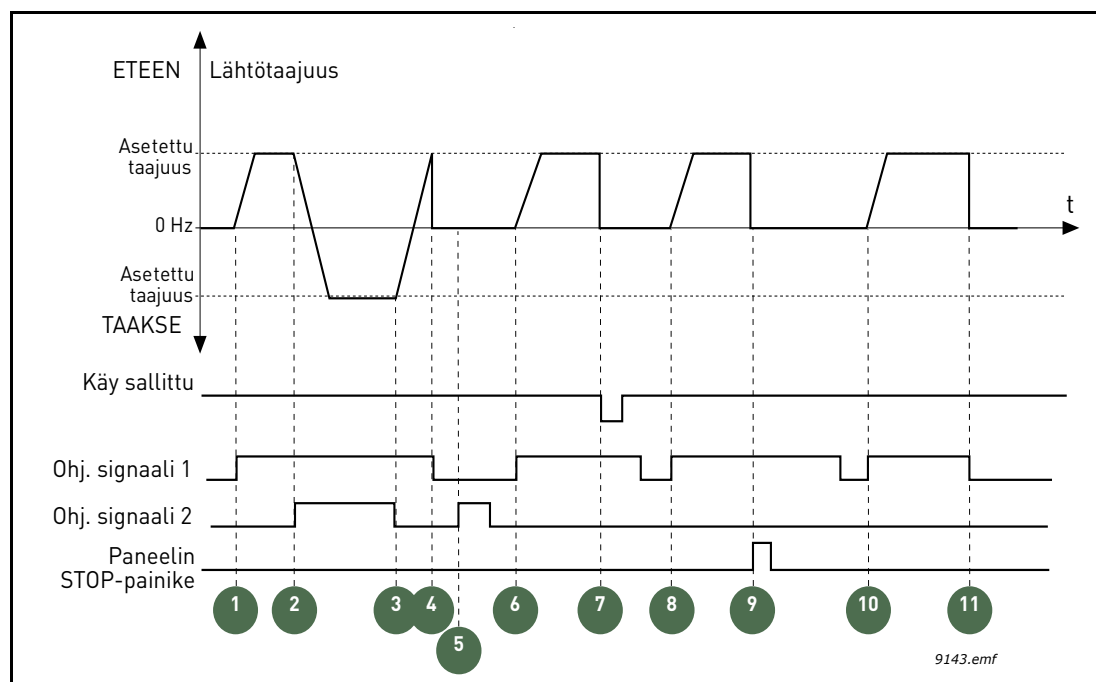 ETEEN
Lähtötaajuus
Asetettu
taajuus
0 Hz
t
Asetettu
taajuus
TAAKSE
Käy sallittu
Ohj. signaali 1
Ohj. signaali 2
Paneelin
STOP-painike
1
2
3
4
5
6
7
8
9
10
11
9143.emf